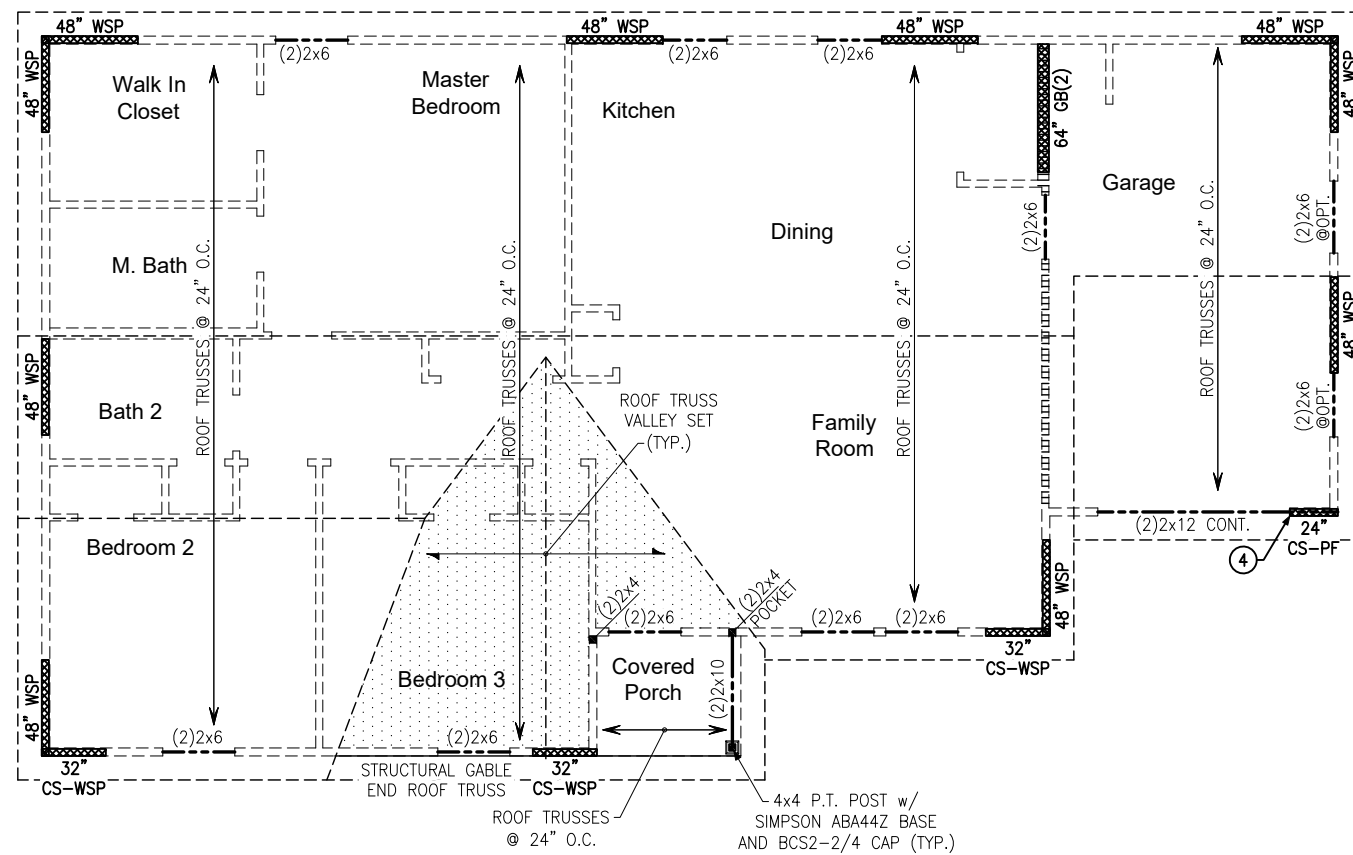 48" WSP
48" WSP
48" WSP
48" WSP
(2)2x6
(2)2x6
(2)2x6
48" WSP
Walk In
Closet
Master
Bedroom
Kitchen
64" GB(2)
48" WSP
Garage
ROOF TRUSSES @ 24" O.C.
ROOF TRUSSES @ 24" O.C.
ROOF TRUSSES @ 24" O.C.
ROOF TRUSSES @ 24" O.C.
Dining
(2)2x6
(2)2x6
@OPT.
M. Bath
48" WSP
48" WSP
Bath 2
ROOF TRUSS
VALLEY SET
(TYP.)
Family
Room
(2)2x6
@OPT.
(2)2x12 CONT.
24"
CS-PF
4
Bedroom 2
(2)2x4
(2)2x6
(2)2x4
POCKET
(2)2x6
(2)2x6
48" WSP
32"
CS-WSP
48" WSP
Bedroom 3
Covered
Porch
(2)2x10
(2)2x6
(2)2x6
32"
CS-WSP
STRUCTURAL GABLE
END ROOF TRUSS
32"
CS-WSP
ROOF TRUSSES
@ 24" O.C.
4x4 P.T. POST w/
SIMPSON ABA44Z BASE
AND BCS2-2/4 CAP (TYP.)